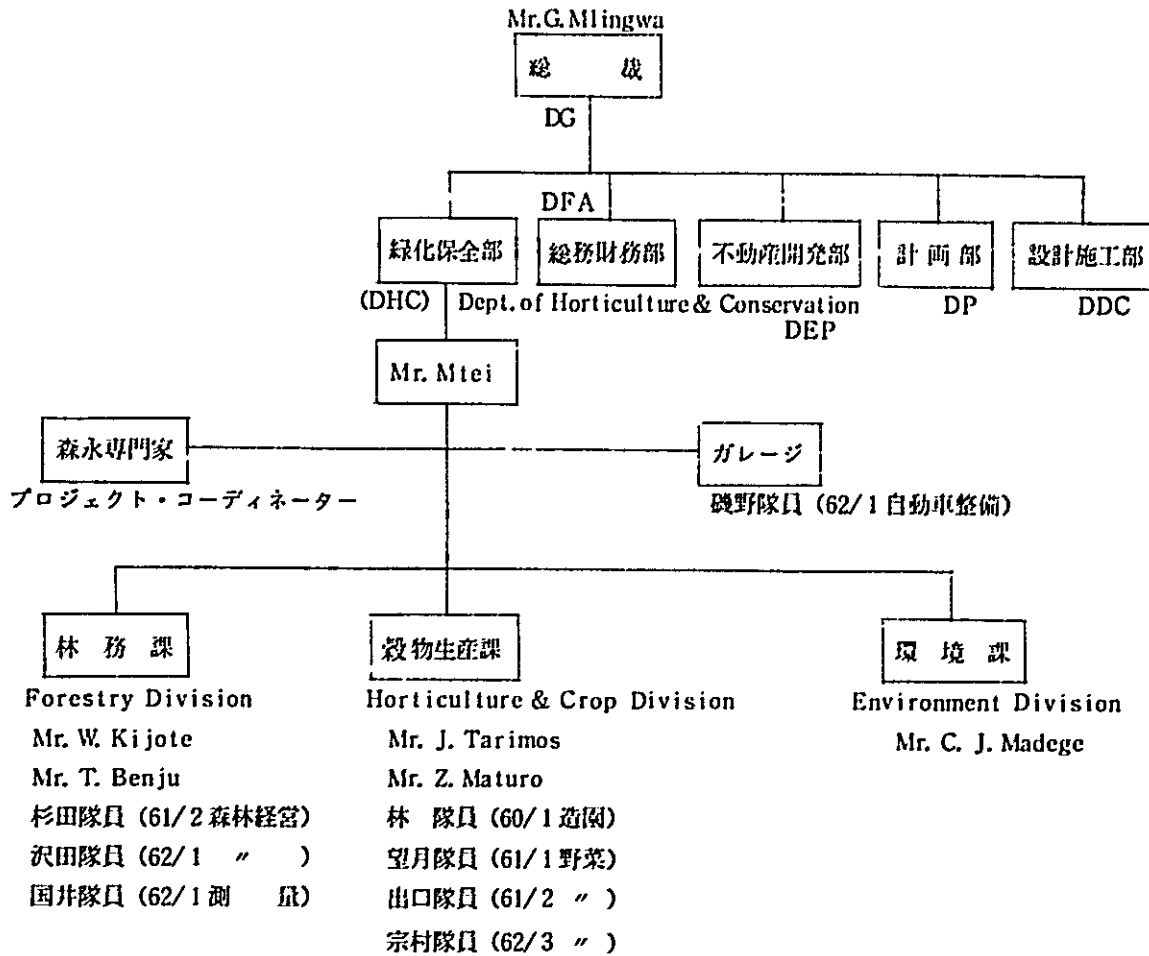 Mr.G.Mlingwa
総裁
DG
DFA
緑化保全部 総務財務部 不動産開発部 計画部 設計施工部
(DHC) Dept.of Horticulture & Conservation DP DDC
DEP
Mr. Mtei
森永専門家 ガレージ
プロジェクト・コーディネーター 磯野隊員 (62/1 自動車整備)
林務課 穀物生産課 環境課
Forestry Division Horticulture & Crop Division Environment Division
Mr. W. Kijote Mr. J. Tarimos Mr. C. J. Madege
Mr. T. Benju Mr. Z. Maturo
杉田隊員 (61/2 森林経営) 林 隊員 (60/1 造園)
沢田隊員 (62/1 〃 ) 望月隊員 (61/1 野菜)
国井隊員 (62/1 測 量) 出口隊員 (61/2 〃 )
宗村隊員 (62/3 〃 )